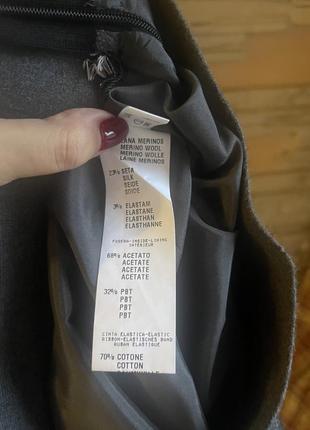 LANA MERINOS
MERINO WOOL
MERINO WOLLE
LAINE MERINOS
23% SETA
SILK
SEIDE
SOIDE
3% ELASTAM
ELASTANE
ELASTHAN
ELASTHANNE
FODERA-INSIDE-LINING
INTERIEUR
68% ACETATO
ACETATE
ACETATE
ACETATE
32% PBT
PBT
PBT
PBT
CINTA ELASTICA-ELASTIC
RIBBON-ELASTISCHES BAND
RUBAN ELASTIQUE
70% COTONE
COTTON